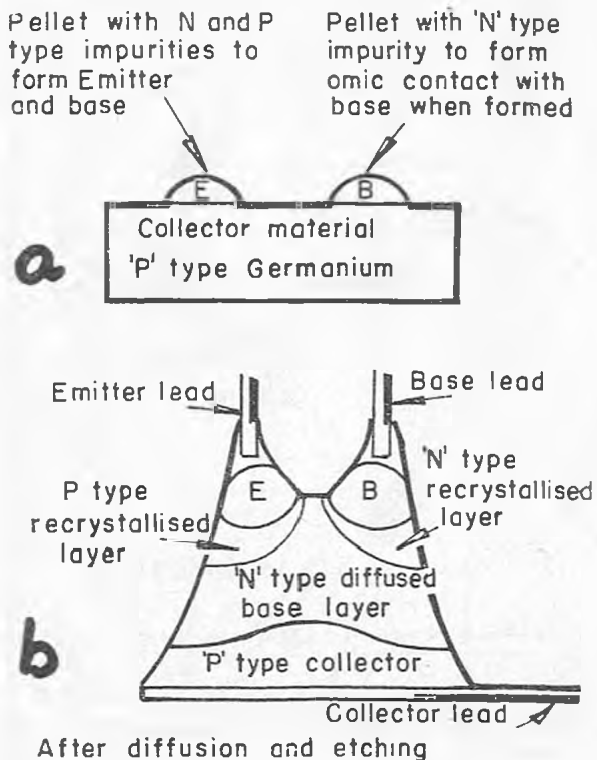 Pellet with N and P
type impurities to
form Emitter
and base
Pellet with 'N' type
impurity to form
omic contact with
base when formed
E
B
Collector material
'P' type Germanium
a
Emitter lead
Base lead
P type
recrystallised
layer
E
B
'N' type
recrystallised
layer
'N' type diffused
base layer
'P' type collector
b
Collector lead
After diffusion and etching